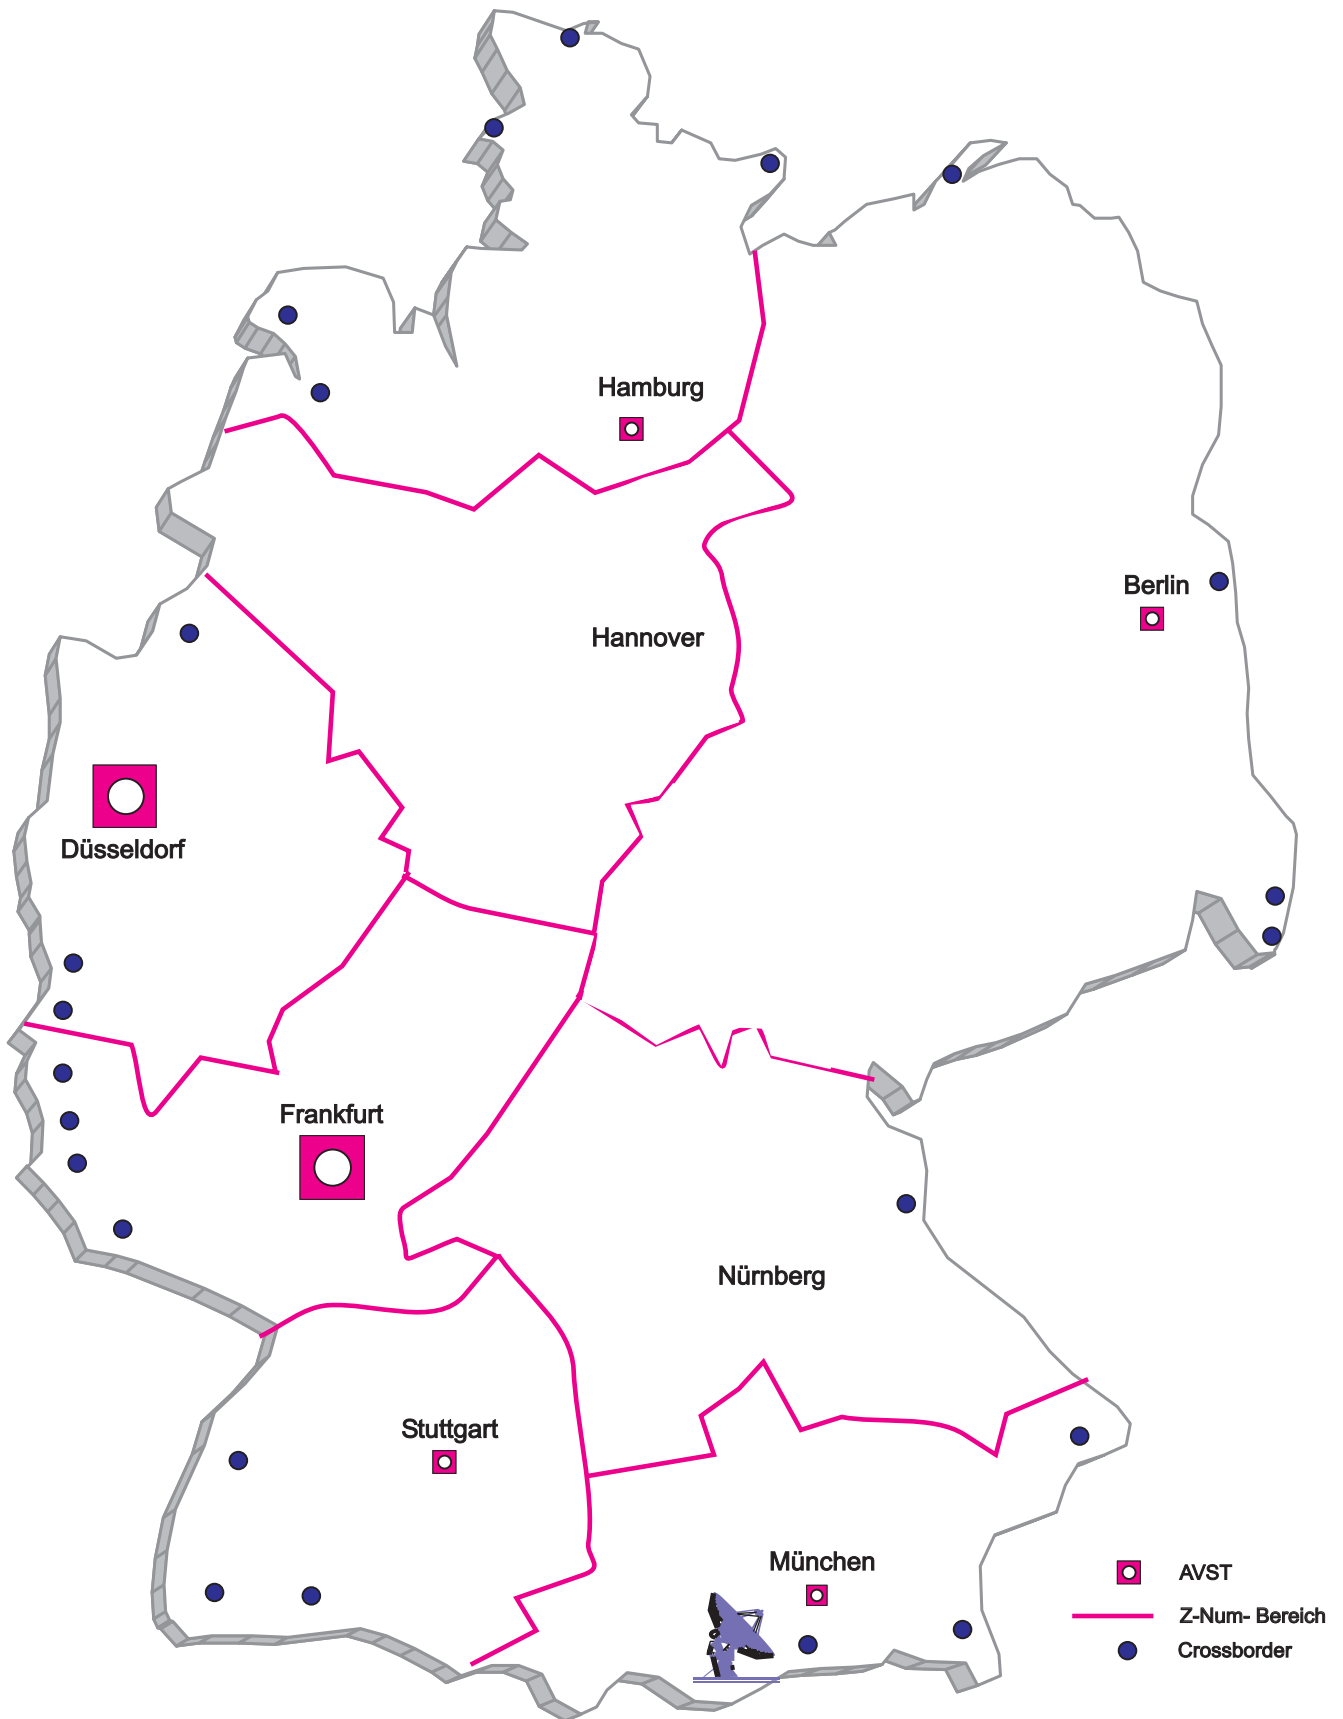 Hamburg
Berlin
Hannover
Düsseldorf
Frankfurt
Nürnberg
Stuttgart
München
AVST
Z-Num- Bereich
Crossborder